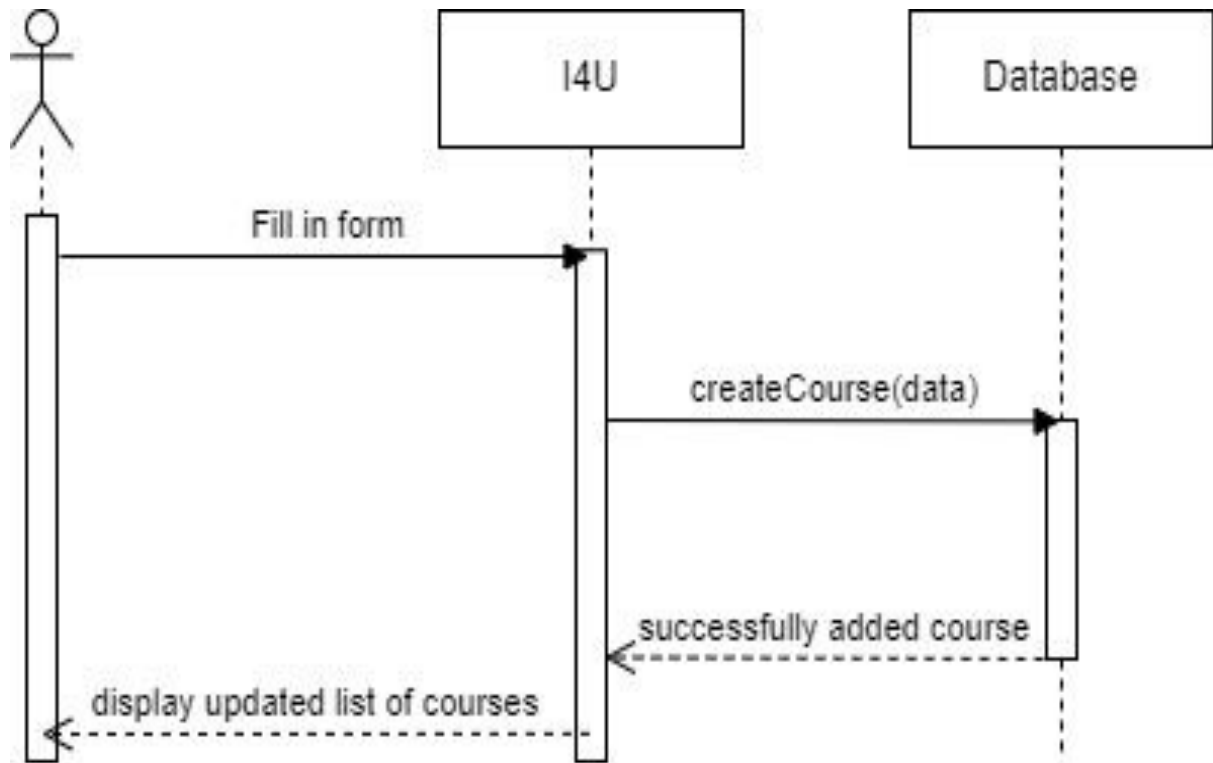 I4U
Database
Fill in form
createCourse(data)
successfully added course
display updated list of courses